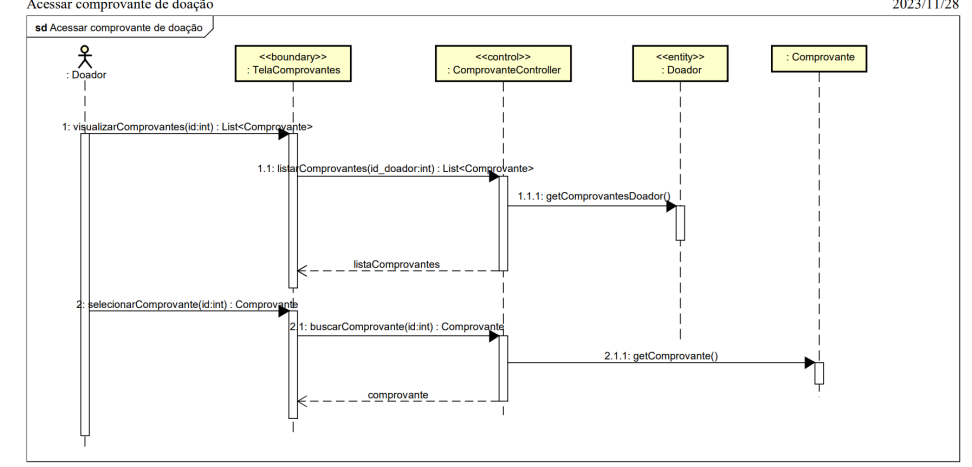 Acessar comprovante de doação 2023/11/28
sd Acessar comprovante de doação
: Doador
<<boundary>>
: TelaComprovantes
<<control>>
: ComprovanteController
<<entity>>
: Doador
: Comprovante
1: visualizarComprovantes(id:int) : List<Comprovante>
1.1: listarComprovantes(id_doador:int) : List<Comprovante>
1.1.1: getComprovantesDoador()
listaComprovantes
2: selecionarComprovante(id:int) : Comprovante
2.1: buscarComprovante(id:int) : Comprovante
2.1.1: getComprovante()
comprovante